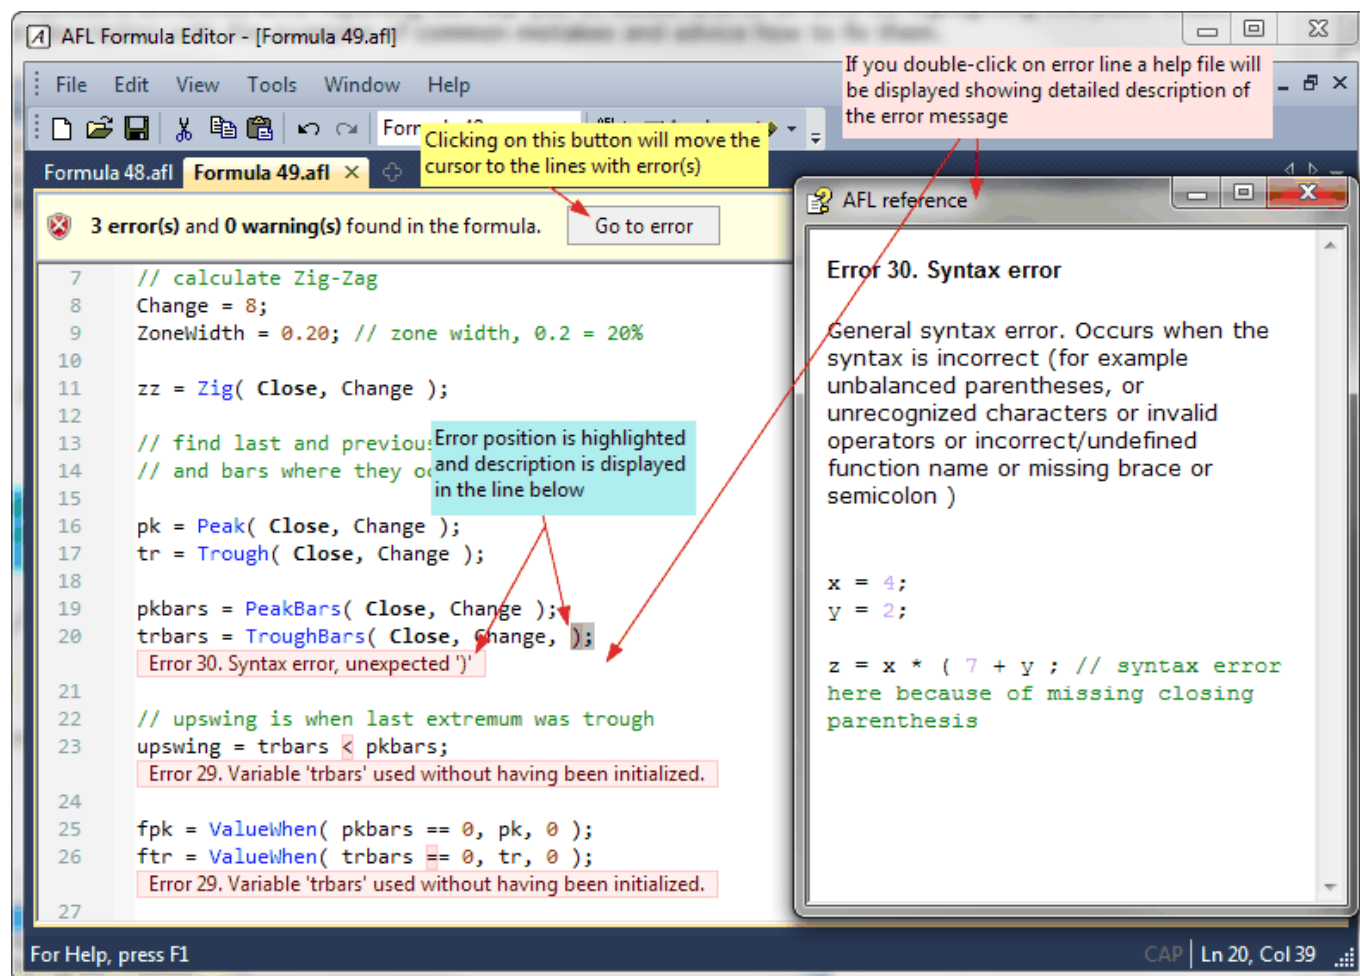 AFL Formula Editor - [Formula 49.afl]
common mistakes and advice how to fix them.
File Edit View Tools Window Help
If you double-click on error line a help file will
be displayed showing detailed description of
the error message
Clicking on this button will move the
cursor to the lines with error(s)
Formula 48.afl Formula 49.afl
AFL reference
3 error(s) and 0 warning(s) found in the formula. Go to error
7 // calculate Zig-Zag
8 Change = 8;
9 ZoneWidth = 0.20; // zone width, 0.2 = 20%
10
11 zz = Zig( Close, Change );
12
13 // find last and previous
14 // and bars where they
15
Error position is highlighted
and description is displayed
in the line below
16 pk = Peak( Close, Change );
17 tr = Trough( Close, Change );
18
19 pkbars = PeakBars( Close, Change );
20 trbars = TroughBars( Close, Change, );
Error 30. Syntax error, unexpected ')'
21
22 // upswing is when last extremum was trough
23 upswing = trbars < pkbars;
Error 29. Variable 'trbars' used without having been initialized.
24
25 fpk = ValueWhen( pkbars == 0, pk, 0 );
26 ftr = ValueWhen( trbars == 0, tr, 0 );
Error 29. Variable 'trbars' used without having been initialized.
27
Error 30. Syntax error
General syntax error. Occurs when the
syntax is incorrect (for example
unbalanced parentheses, or
unrecognized characters or invalid
operators or incorrect/undefined
function name or missing brace or
semicolon )
x = 4;
y = 2;
z = x * ( 7 + y ; // syntax error
here because of missing closing
parenthesis
For Help, press F1
CAP Ln 20, Col 39